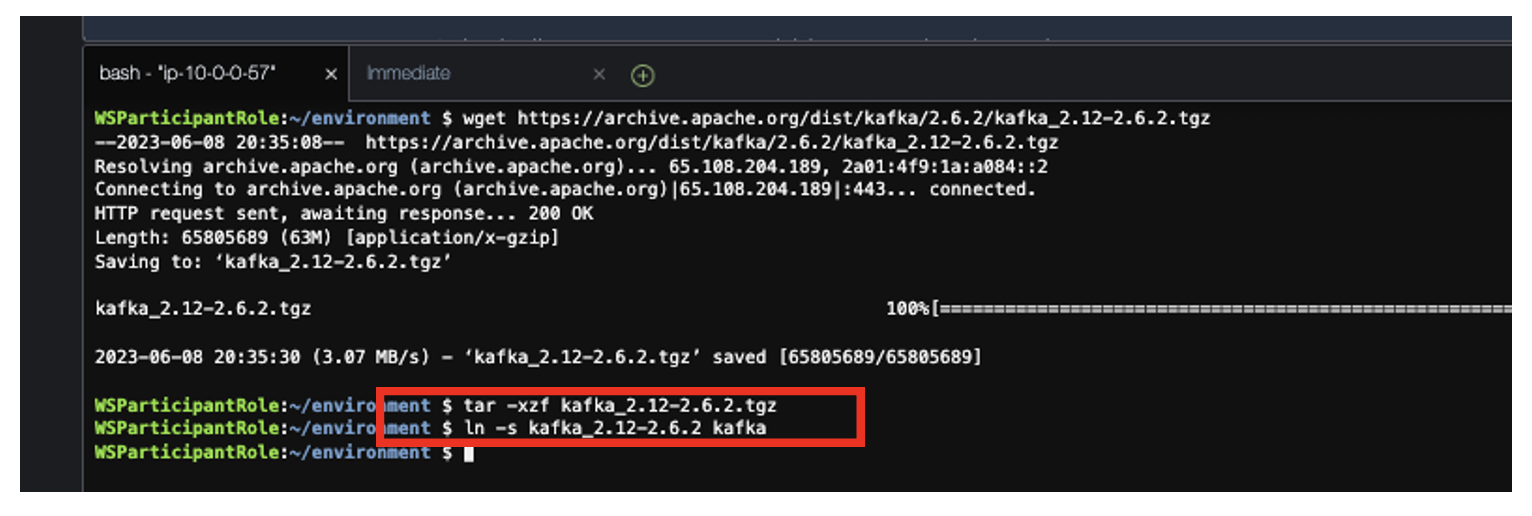 bash - "ip-10-0-0-57" × Immediate × +
WSParticipantRole:~/environment $ wget https://archive.apache.org/dist/kafka/2.6.2/kafka_2.12-2.6.2.tgz
--2023-06-08 20:35:08-- https://archive.apache.org/dist/kafka/2.6.2/kafka_2.12-2.6.2.tgz
Resolving archive.apache.org (archive.apache.org)... 65.108.204.189, 2a01:4f9:1a:a084::2
Connecting to archive.apache.org (archive.apache.org)|65.108.204.189|:443... connected.
HTTP request sent, awaiting response... 200 OK
Length: 65805689 (63M) [application/x-gzip]
Saving to: ‘kafka_2.12-2.6.2.tgz’
kafka_2.12-2.6.2.tgz 100%[=====================================================
2023-06-08 20:35:30 (3.07 MB/s) - ‘kafka_2.12-2.6.2.tgz’ saved [65805689/65805689]
WSParticipantRole:~/environment $ tar -xzf kafka_2.12-2.6.2.tgz
WSParticipantRole:~/environment $ ln -s kafka_2.12-2.6.2 kafka
WSParticipantRole:~/environment $